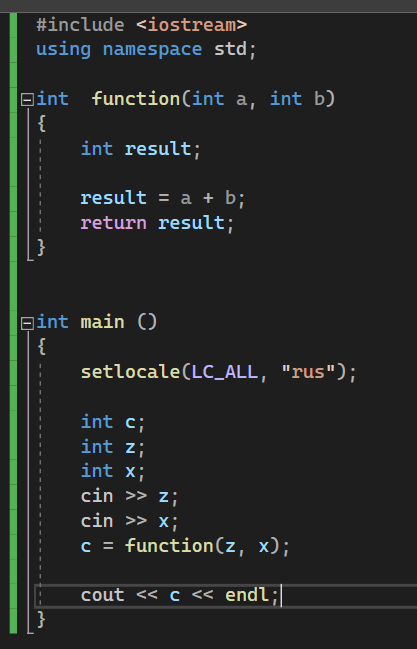 #include <iostream>
using namespace std;
int  function(int a, int b)
{
int result;
result = a + b;
return result;
}
int main ()
{
setlocale(LC_ALL, "rus");
int c;
int z;
int x;
cin >> z;
cin >> x;
c = function(z, x);
cout << c << endl;
}